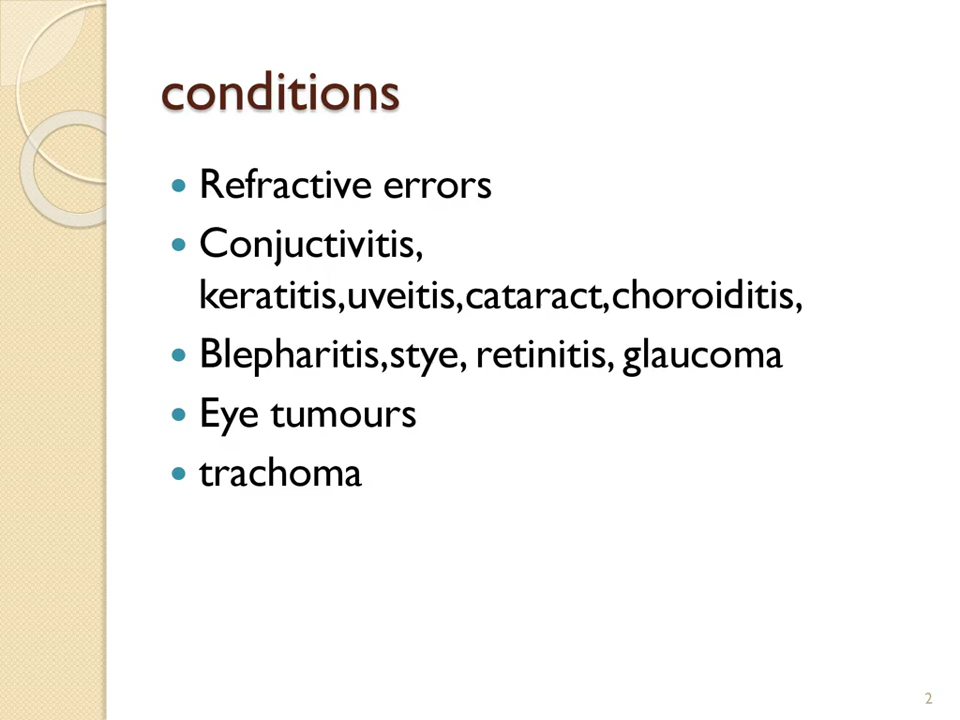 conditions
• Refractive errors
• Conjuctivitis,
keratitis,uveitis,cataract,choroiditis,
• Blepharitis,stye, retinitis, glaucoma
• Eye tumours
• trachoma
2